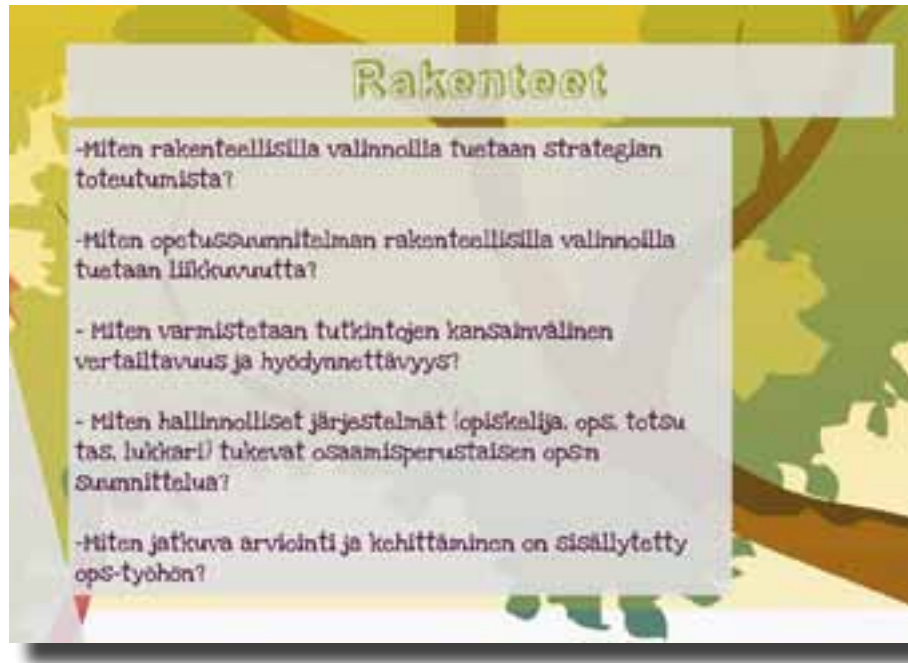 Rakenteet
-Miten rakenteellisilla valinnoilla tuetaan strategian
toteutumista?
-Miten opetussuunnitelman rakenteellisilla valinnoilla
tuetaan liikkuvuutta?
- Miten varmistetaan tutkintojen kansainvälinen
vertailtavuus ja hyödynnettävyys?
- Miten hallinnolliset järjestelmät (opiskelija, ops, totsu
tas, lukkari) tukevat osaamisperustaisen ops:n
suunnittelua?
-Miten jatkuva arviointi ja kehittäminen on sisällytetty
ops-työhön?